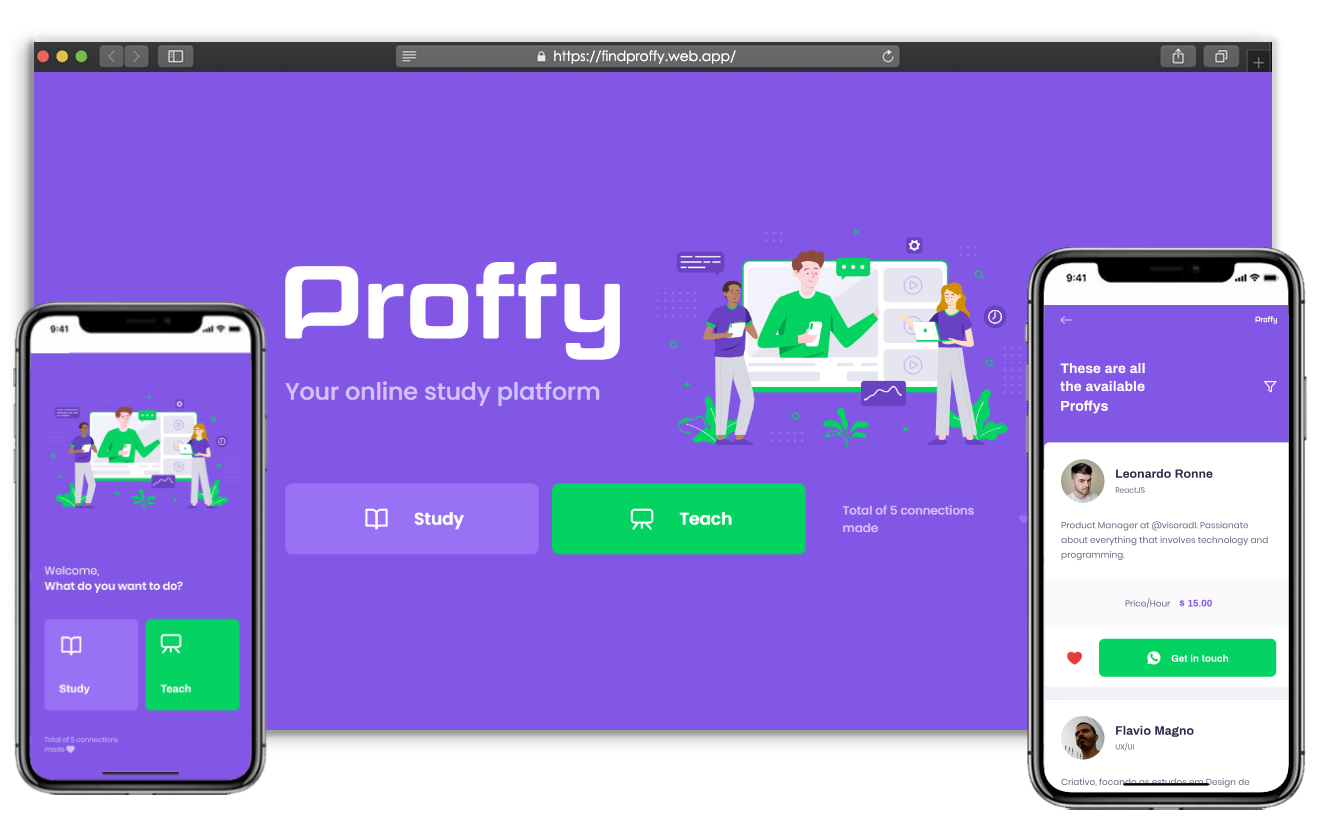 https://findproffy.web.app/
Proffy
Your online study platform
Study
Teach
Total of 5 connections
made
9:41
Welcome,
What do you want to do?
Study
Teach
Total of 5 connections
made
9:41
Proffy
These are all
the available
Proffys
Leonardo Ronne
ReactJS
Product Manager at @visoradl. Passionate
about everything that involves technology and
programming.
Price/Hour $ 15.00
Get in touch
Flavio Magno
UX/UI
Criativo, focando os estudos em Design de